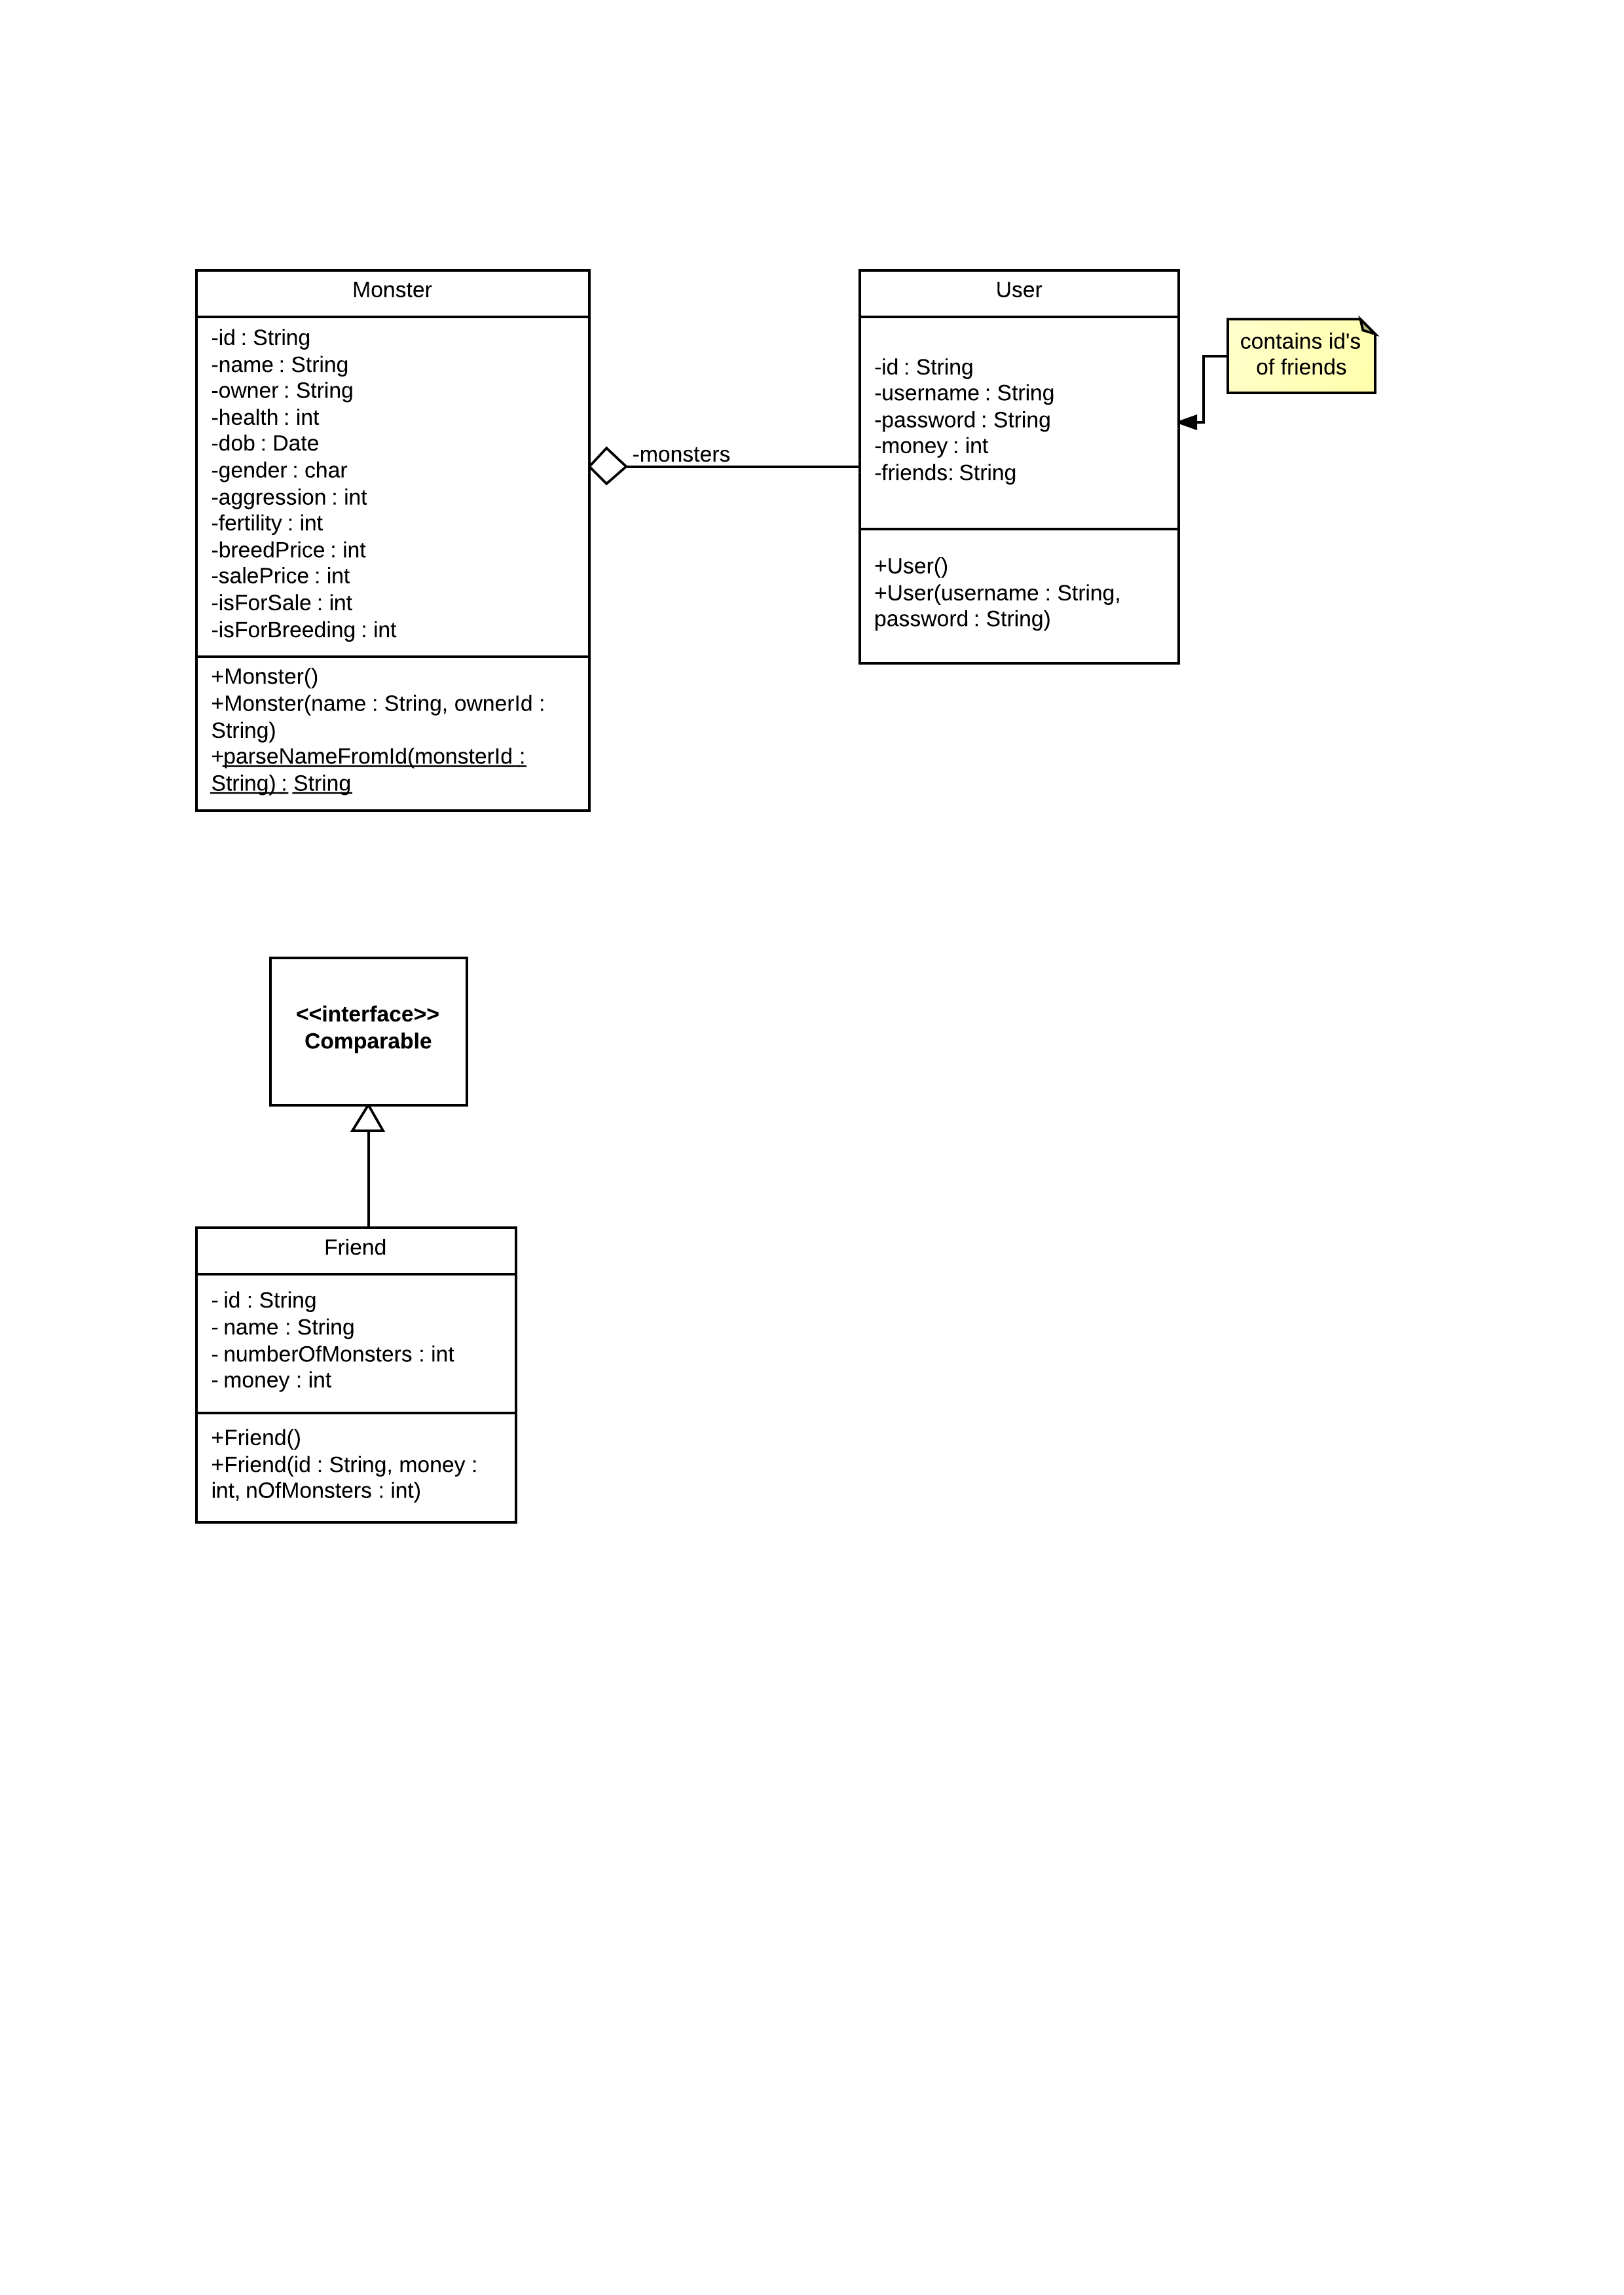 Monster
-id : String
-name : String
-owner : String
-health : int
-dob : Date
-gender : char
-aggression : int
-fertility : int
-breedPrice : int
-salePrice : int
-isForSale : int
-isForBreeding : int
+Monster()
+Monster(name : String, ownerId :
String)
+parseNameFromId(monsterId :
String) : String
-monsters
User
-id : String
-username : String
-password : String
-money : int
-friends: String
+User()
+User(username : String,
password : String)
contains id's
of friends
<<interface>>
Comparable
Friend
- id : String
- name : String
- numberOfMonsters : int
- money : int
+Friend()
+Friend(id : String, money :
int, nOfMonsters : int)